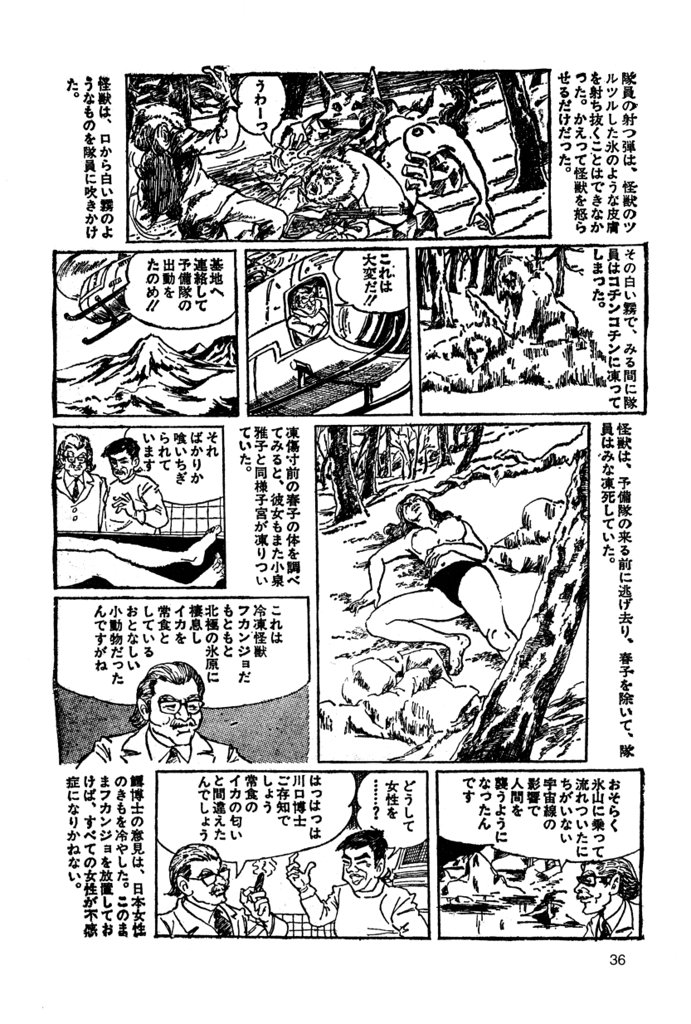 隊員の射つ弾は、怪獣のツ
ルツルした氷のような皮膚
を射ち抜くことはできなか
った。かえって怪獣を怒ら
せるだけだった。
うわーっ
怪獣は、口から白い霧のよ
うなものを隊員に吹きかけ
た。
その白い霧で、みる間に隊
員はコチンコチンに凍って
しまった。
これは
大変だ!!
基地へ
連絡して
予備隊の
出動を
たのめ!!
怪獣は、予備隊の来る前に逃げ去り、春子を除いて、隊
員はみな凍死していた。
凍傷寸前の春子の体を調べ
てみると、彼女もまた小泉
雅子と同様子宮が凍りつい
ていた。
それ
ばかりか
喰いちぎ
られて
います
これは
冷凍怪獣
フカンジョだ
もともと
北極の氷原に
棲息し
イカを
常食と
している
おとなしい
小動物だった
んですがね
おそらく
氷山に乗って
流れついたに
ちがいない
宇宙線の
影響で
人間を
襲うように
なったん
です
どうして
女性を
……?
はっはっは
川口博士
ご存知で
しょう
常食の
イカの匂い
と間違えた
んでしょう
博士の意見は、日本女性
のきもを冷やした。このま
まフカンジョを放置してお
けば、すべての女性が不感
症になりかねない。
36